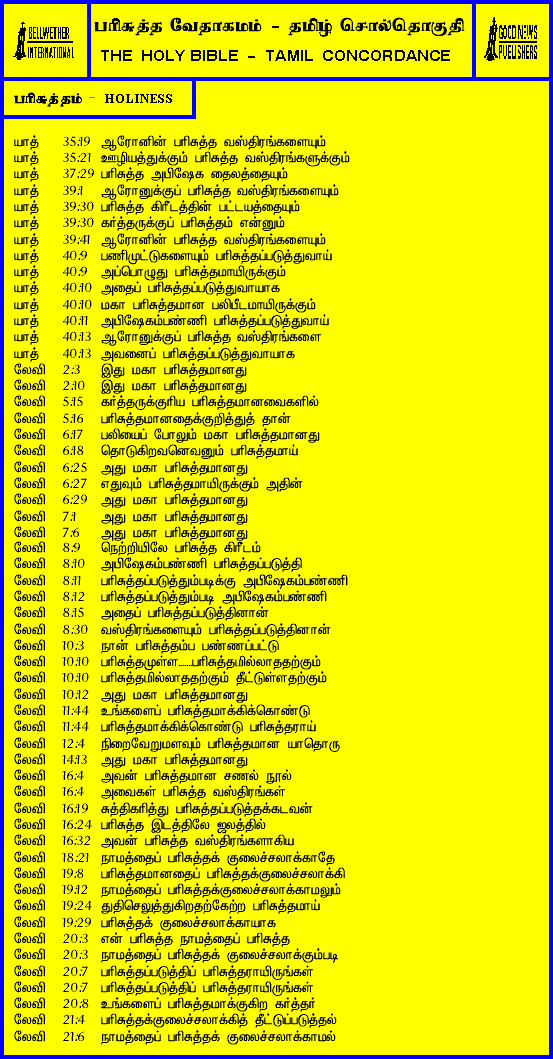 BELLWETHER
INTERNATIONAL
பரிசுத்த வேதாகமம் - தமிழ் சொல்தொகுதி
THE HOLY BIBLE - TAMIL CONCORDANCE
GOOD NEWS
PUBLISHERS
பரிசுத்தம் - HOLINESS
யாத் 35:19 ஆரோனின் பரிசுத்த வஸ்திரங்களையும்
யாத் 35:21 ஊழியத்துக்கும் பரிசுத்த வஸ்திரங்களுக்கும்
யாத் 37:29 பரிசுத்த அபிஷேக தைலத்தையும்
யாத் 39:1 ஆரோனுக்குப் பரிசுத்த வஸ்திரங்களையும்
யாத் 39:30 பரிசுத்த கிரீடத்தின் பட்டயத்தையும்
யாத் 39:30 கர்த்தருக்குப் பரிசுத்தம் என்னும்
யாத் 39:41 ஆரோனின் பரிசுத்த வஸ்திரங்களையும்
யாத் 40:9 பணிமுட்டுகளையும் பரிசுத்தப்படுத்துவாய்
யாத் 40:9 அப்பொழுது பரிசுத்தமாயிருக்கும்
யாத் 40:10 அதைப் பரிசுத்தப்படுத்துவாயாக
யாத் 40:10 மகா பரிசுத்தமான பலிபீடமாயிருக்கும்
யாத் 40:11 அபிஷேகம்பண்ணி பரிசுத்தப்படுத்துவாய்
யாத் 40:13 ஆரோனுக்குப் பரிசுத்த வஸ்திரங்களை
யாத் 40:13 அவனைப் பரிசுத்தப்படுத்துவாயாக
லேவி 2:3 இது மகா பரிசுத்தமானது
லேவி 2:10 இது மகா பரிசுத்தமானது
லேவி 5:15 கர்த்தருக்குரிய பரிசுத்தமானவைகளில்
லேவி 5:16 பரிசுத்தமானதைக்குறித்துத் தான்
லேவி 6:17 பலியைப் போலும் மகா பரிசுத்தமானது
லேவி 6:18 தொடுகிறவனெவனும் பரிசுத்தமாய்
லேவி 6:25 அது மகா பரிசுத்தமானது
லேவி 6:27 எதுவும் பரிசுத்தமாயிருக்கும் அதின்
லேவி 6:29 அது மகா பரிசுத்தமானது
லேவி 7:1 அது மகா பரிசுத்தமானது
லேவி 7:6 அது மகா பரிசுத்தமானது
லேவி 8:9 நெற்றியிலே பரிசுத்த கிரீடம்
லேவி 8:10 அபிஷேகம்பண்ணி பரிசுத்தப்படுத்தி
லேவி 8:11 பரிசுத்தப்படுத்தும்படிக்கு அபிஷேகம்பண்ணி
லேவி 8:12 பரிசுத்தப்படுத்தும்படி அபிஷேகம்பண்ணி
லேவி 8:15 அதைப் பரிசுத்தப்படுத்தினான்
லேவி 8:30 வஸ்திரங்களையும் பரிசுத்தப்படுத்தினான்
லேவி 10:3 நான் பரிசுத்தம்ப பண்ணப்பட்டு
லேவி 10:10 பரிசுத்தமுள்ள......பரிசுத்தமில்லாததற்கும்
லேவி 10:10 பரிசுத்தமில்லாததற்கும் தீட்டுள்ளதற்கும்
லேவி 10:12 அது மகா பரிசுத்தமானது
லேவி 11:44 உங்களைப் பரிசுத்தமாக்கிக்கொண்டு
லேவி 11:44 பரிசுத்தமாக்கிக்கொண்டு பரிசுத்தராய்
லேவி 12:4 நிறைவேறுமளவும் பரிசுத்தமான யாதொரு
லேவி 14:13 அது மகா பரிசுத்தமானது
லேவி 16:4 அவன் பரிசுத்தமான சணல் நூல்
லேவி 16:4 அவைகள் பரிசுத்த வஸ்திரங்கள்
லேவி 16:19 சுத்திகரித்து பரிசுத்தப்படுத்தக்கடவன்
லேவி 16:24 பரிசுத்த இடத்திலே ஜலத்தில்
லேவி 16:32 அவன் பரிசுத்த வஸ்திரங்களாகிய
லேவி 18:21 நாமத்தைப் பரிசுத்தக் குலைச்சலாக்காதே
லேவி 19:8 பரிசுத்தமானதைப் பரிசுத்தக்குலைச்சலாக்கி
லேவி 19:12 நாமத்தைப் பரிசுத்தக்குலைச்சலாக்காமலும்
லேவி 19:24 துதிசெலுத்துகிறதற்கேற்ற பரிசுத்தமாய்
லேவி 19:29 பரிசுத்தக் குலைச்சலாக்காயாக
லேவி 20:3 என் பரிசுத்த நாமத்தைப் பரிசுத்த
லேவி 20:3 நாமத்தைப் பரிசுத்தக் குலைச்சலாக்கும்படி
லேவி 20:7 பரிசுத்தப்படுத்திப் பரிசுத்தராயிருங்கள்
லேவி 20:7 பரிசுத்தப்படுத்திப் பரிசுத்தராயிருங்கள்
லேவி 20:8 உங்களைப் பரிசுத்தமாக்குகிற கர்த்தர்
லேவி 21:4 பரிசுத்தக்குலைச்சலாக்கித் தீட்டுப்படுத்தல்
லேவி 21:6 நாமத்தைப் பரிசுத்தக் குலைச்சலாக்காமல்